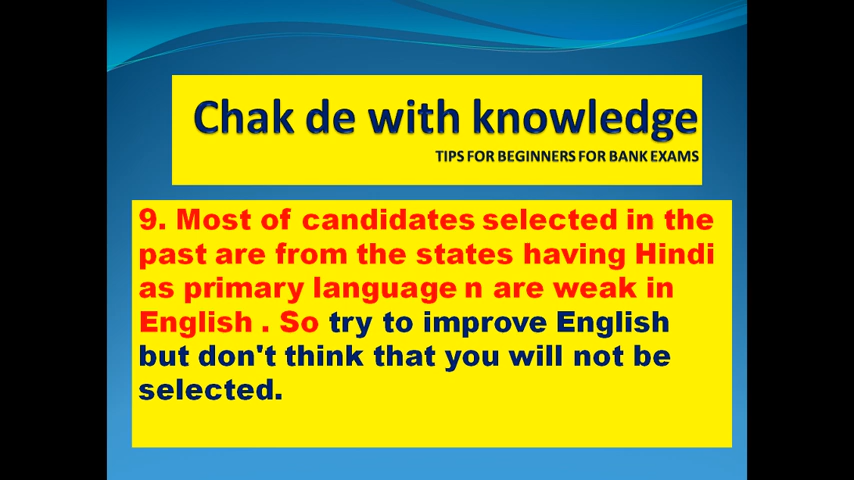 Chak de with knowledge
TIPS FOR BEGINNERS FOR BANK EXAMS
9. Most of candidates selected in the
past are from the states having Hindi
as primary language n are weak in
English . So try to improve English
but don't think that you will not be
selected.